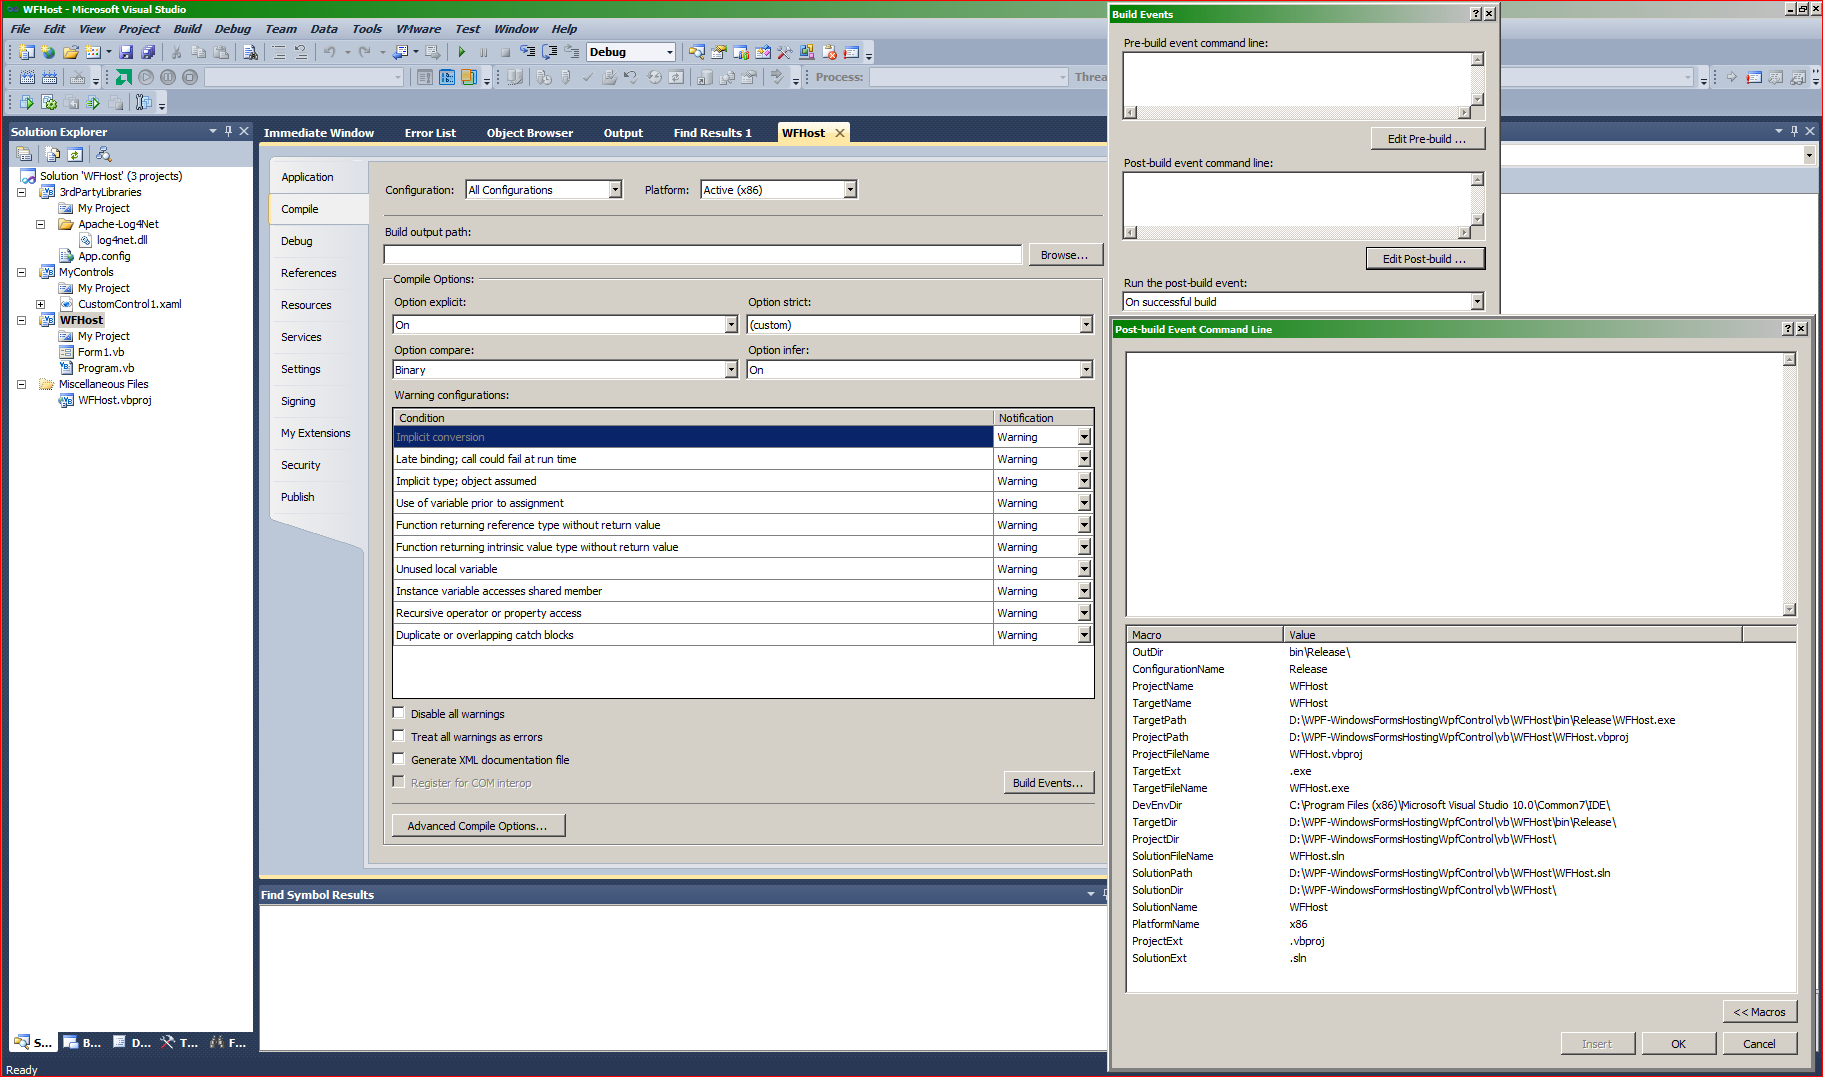 WFHost - Microsoft Visual Studio
File Edit View Project Build Debug Team Data Tools VMware Test Window Help
Debug
Process:
Threa
Solution Explorer
Solution 'WFHost' (3 projects)
3rdPartyLibraries
My Project
Apache-Log4Net
log4net.dll
App.config
MyControls
My Project
CustomControl1.xaml
WFHost
My Project
Form1.vb
Program.vb
Miscellaneous Files
WFHost.vbproj
S... B... D... T... F...
Ready
Immediate Window Error List Object Browser Output Find Results 1 WFHost
Application
Compile
Debug
References
Resources
Services
Settings
Signing
My Extensions
Security
Publish
Configuration: All Configurations Platform: Active (x86)
Build output path:
Browse...
Compile Options:
Option explicit: Option strict:
On (custom)
Option compare: Option infer:
Binary On
Warning configurations:
Condition Notification
Implicit conversion Warning
Late binding; call could fail at run time Warning
Implicit type; object assumed Warning
Use of variable prior to assignment Warning
Function returning reference type without return value Warning
Function returning intrinsic value type without return value Warning
Unused local variable Warning
Instance variable accesses shared member Warning
Recursive operator or property access Warning
Duplicate or overlapping catch blocks Warning
Disable all warnings
Treat all warnings as errors
Generate XML documentation file
Register for COM interop
Build Events...
Advanced Compile Options...
Find Symbol Results
Build Events
Pre-build event command line:
Edit Pre-build ...
Post-build event command line:
Edit Post-build ...
Run the post-build event:
On successful build
Post-build Event Command Line
Macro Value
OutDir bin\Release\
ConfigurationName Release
ProjectName WFHost
TargetName WFHost
TargetPath D:\WPF-WindowsFormsHostingWpfControl\vb\WFHost\bin\Release\WFHost.exe
ProjectPath D:\WPF-WindowsFormsHostingWpfControl\vb\WFHost\WFHost.vbproj
ProjectFileName WFHost.vbproj
TargetExt .exe
TargetFileName WFHost.exe
DevEnvDir C:\Program Files (x86)\Microsoft Visual Studio 10.0\Common7\IDE\
TargetDir D:\WPF-WindowsFormsHostingWpfControl\vb\WFHost\bin\Release\
ProjectDir D:\WPF-WindowsFormsHostingWpfControl\vb\WFHost\
SolutionFileName WFHost.sln
SolutionPath D:\WPF-WindowsFormsHostingWpfControl\vb\WFHost\WFHost.sln
SolutionDir D:\WPF-WindowsFormsHostingWpfControl\vb\WFHost\
SolutionName WFHost
PlatformName x86
ProjectExt .vbproj
SolutionExt .sln
<< Macros
Insert OK Cancel